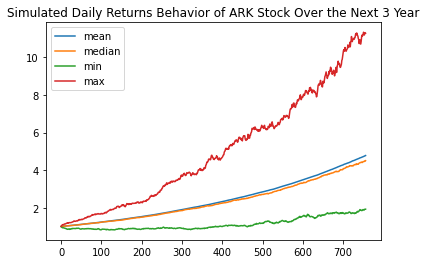 Simulated Daily Returns Behavior of ARK Stock Over the Next 3 Year
mean
median
min
max
10
8
6
4
2
0
100
200
300
400
500
600
700